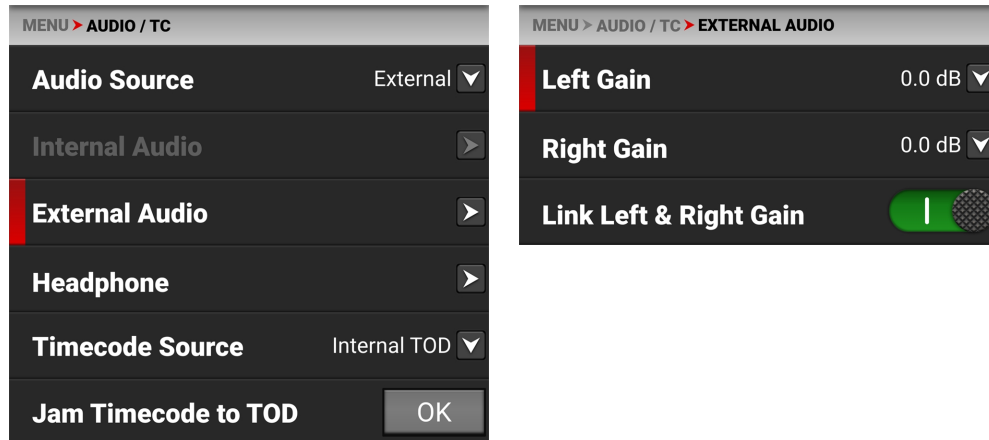 MENU > AUDIO / TC
Audio Source External
Internal Audio
External Audio
Headphone
Timecode Source Internal TOD
Jam Timecode to TOD OK
MENU > AUDIO / TC > EXTERNAL AUDIO
Left Gain 0.0 dB
Right Gain 0.0 dB
Link Left & Right Gain